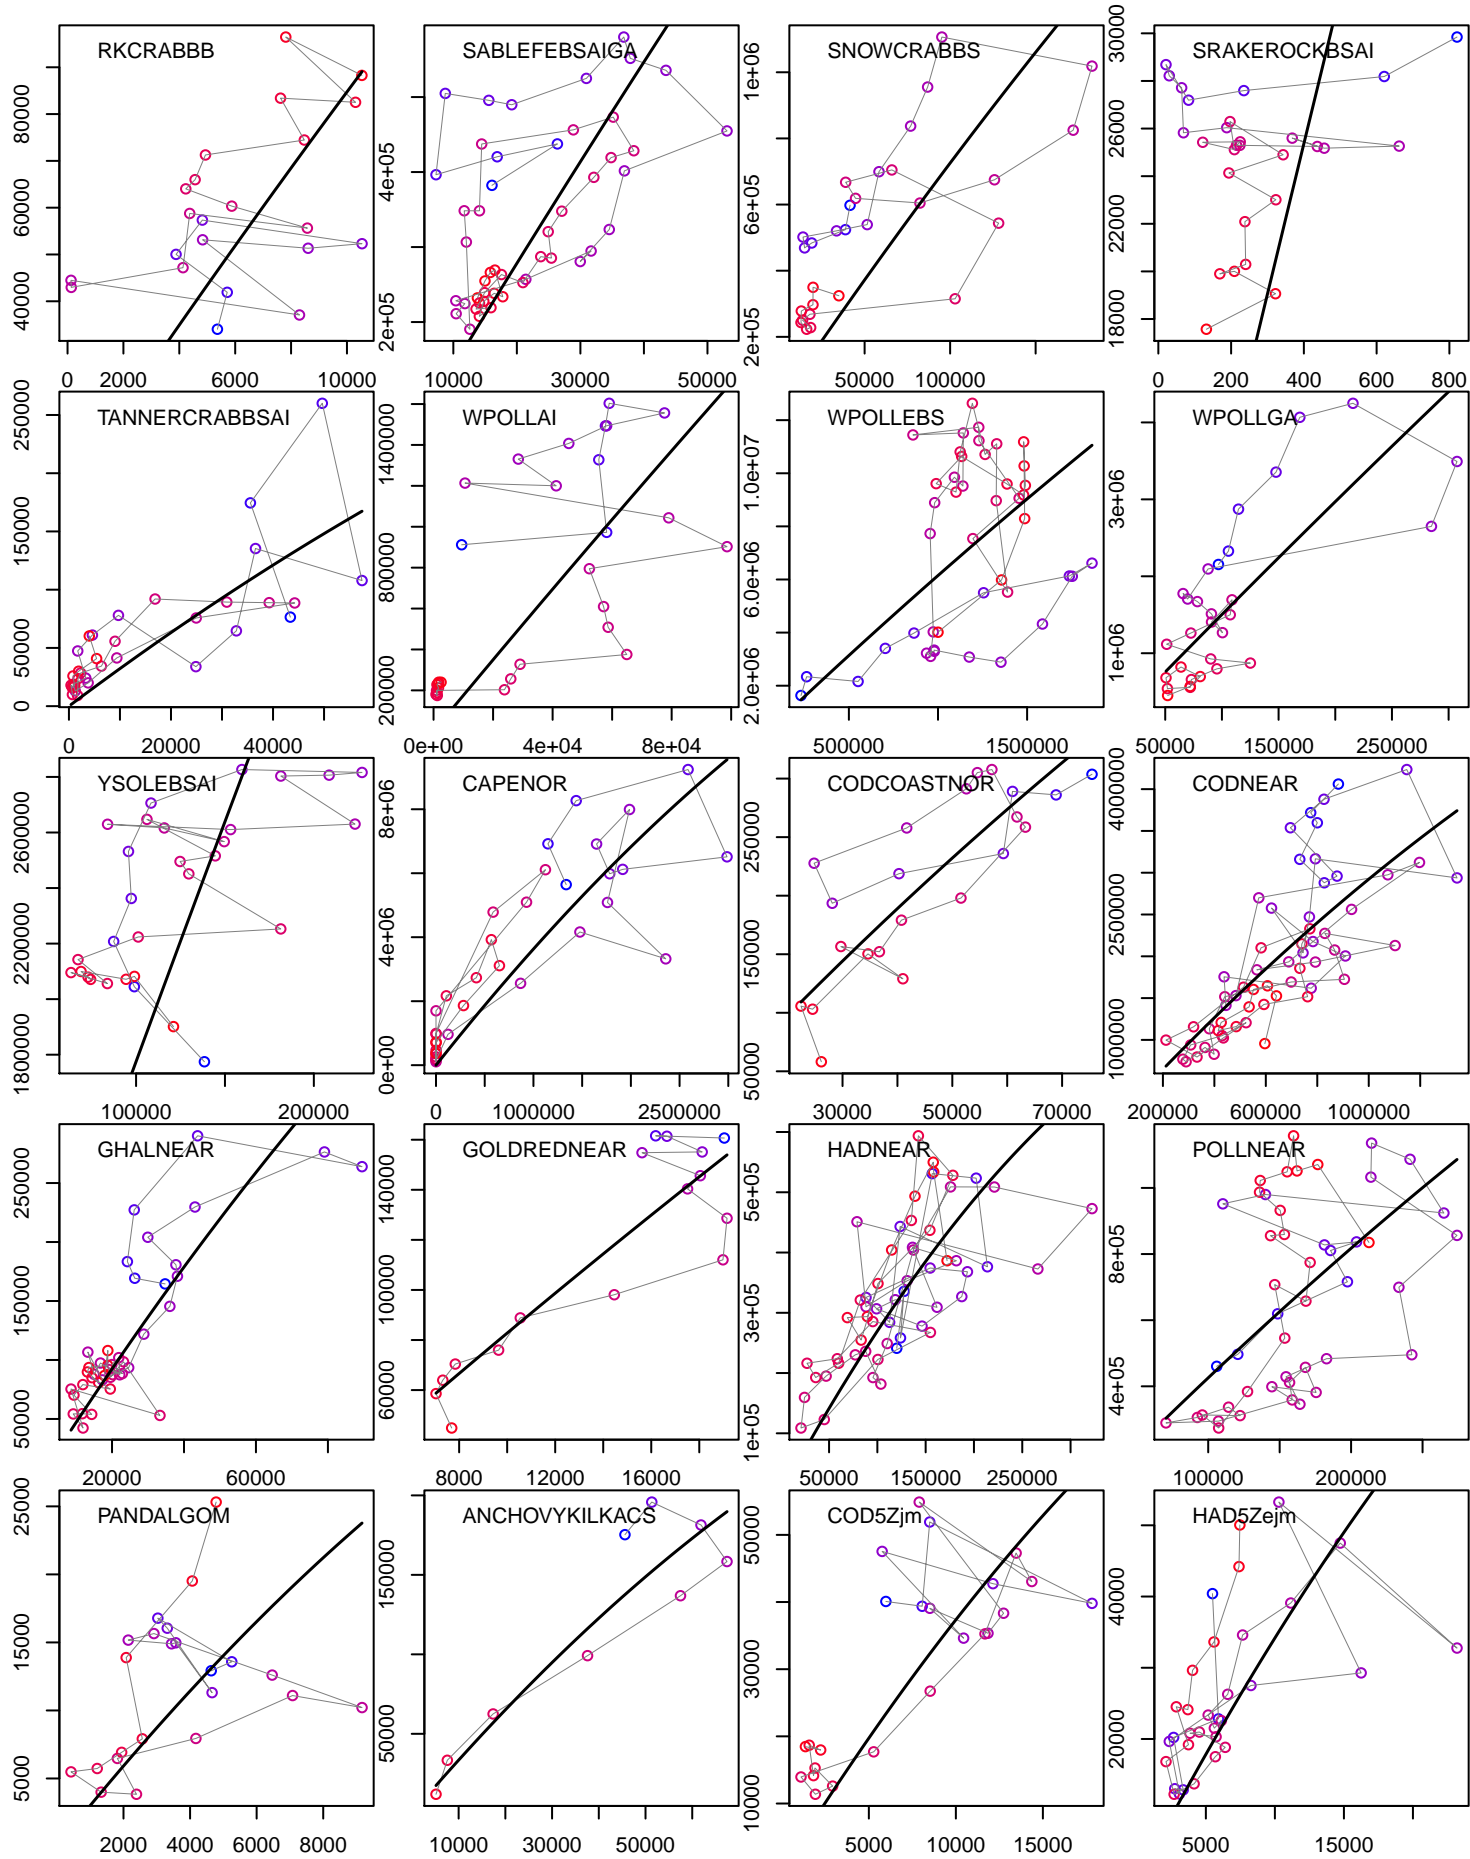 RKCRABBB
SABLEFEBSAIGA
SNOWCRABBS
SRAKEROCKBSAI
40000 60000 80000
2e+05 4e+05
2e+05 6e+05 1e+06
18000 22000 26000 30000
0 2000 6000 10000
10000 30000 50000
50000 100000
0 200 400 600 800
TANNERCRABBSAI
WPOLLAI
WPOLLEBS
WPOLLGA
0 50000 150000 250000
200000 800000 1400000
2.0e+06 6.0e+06 1.0e+07
1e+06 3e+06
0 20000 40000
0e+00 4e+04 8e+04
500000 1500000
50000 150000 250000
YSOLEBSAI
CAPENOR
CODCOASTNOR
CODNEAR
1800000 2200000 2600000
0e+00 4e+06 8e+06
50000 150000 250000
1000000 2500000 4000000
100000 200000
0 1000000 2500000
30000 50000 70000
200000 600000 1000000
GHALNEAR
GOLDREDNEAR
HADNEAR
POLLNEAR
50000 150000 250000
60000 100000 140000
1e+05 3e+05 5e+05
4e+05 8e+05
20000 60000
8000 12000 16000
50000 150000 250000
100000 200000
PANDALGOM
ANCHOVYKILKACS
COD5Zjm
HAD5Zejm
5000 15000 25000
50000 150000
10000 30000 50000
20000 40000
2000 4000 6000 8000
10000 30000 50000
5000 10000 15000
5000 15000